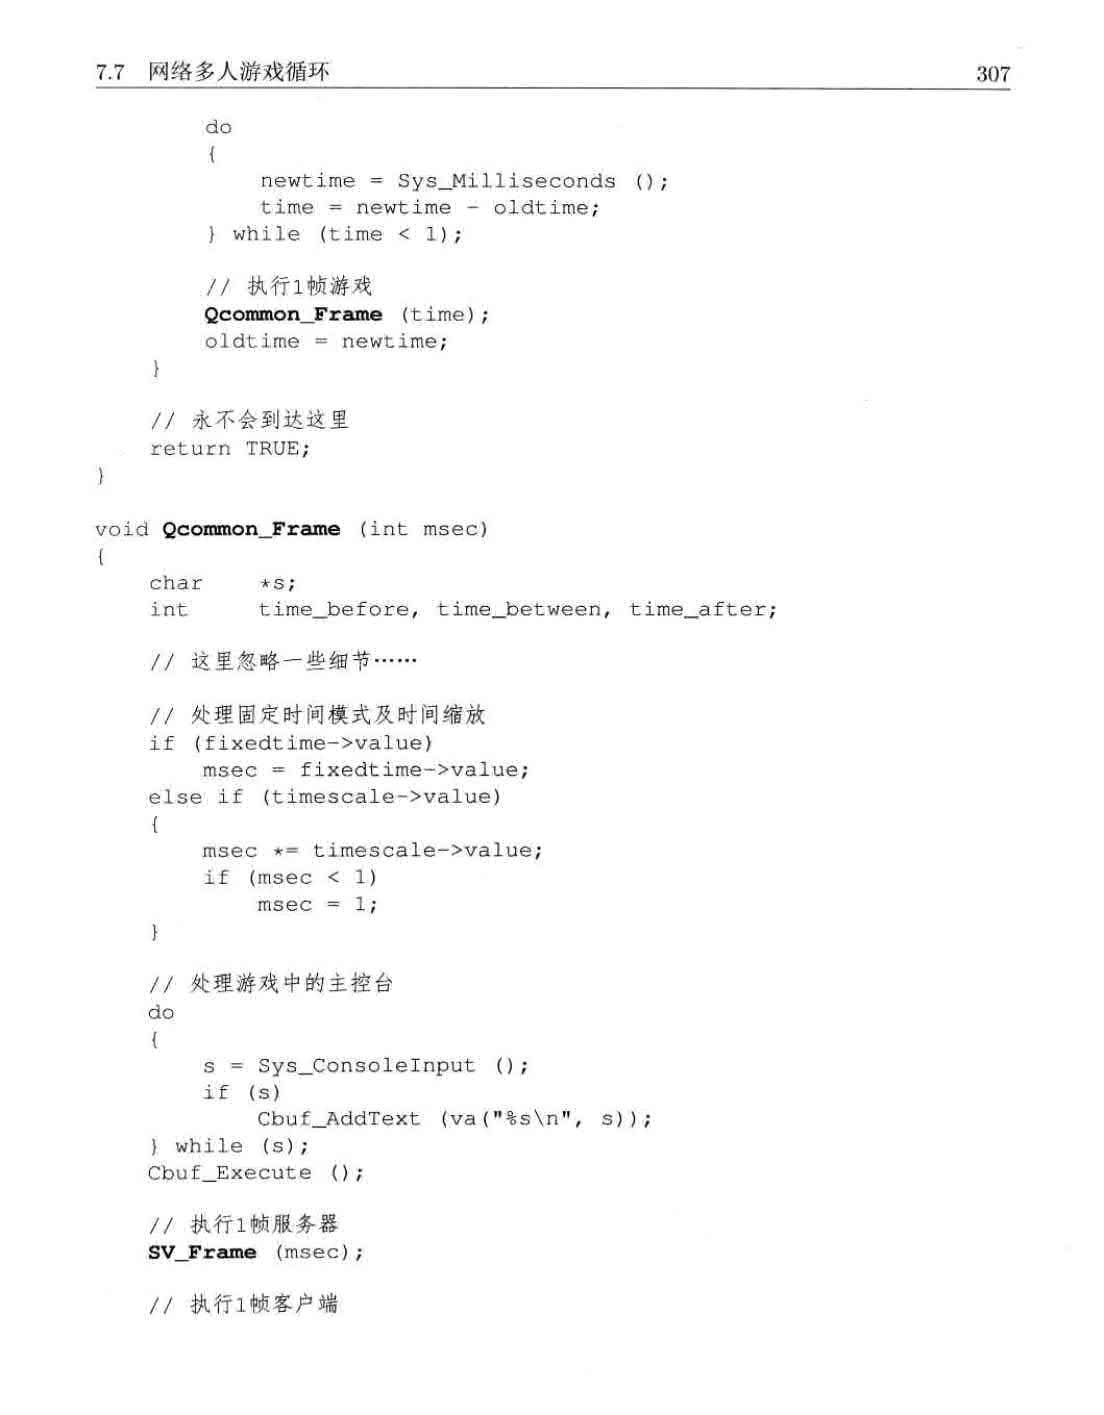 7.7 网络多人游戏循环 307
do
{
newtime = Sys_Milliseconds ();
time = newtime - oldtime;
} while (time < 1);
// 执行1帧游戏
Qcommon_Frame (time);
oldtime = newtime;
}
// 永不会到达这里
return TRUE;
}
void Qcommon_Frame (int msec)
{
char *s;
int time_before, time_between, time_after;
// 这里忽略一些细节……
// 处理固定时间模式及时间缩放
if (fixedtime->value)
msec = fixedtime->value;
else if (timescale->value)
{
msec *= timescale->value;
if (msec < 1)
msec = 1;
}
// 处理游戏中的主控台
do
{
s = Sys_ConsoleInput ();
if (s)
Cbuf_AddText (va("%s\n", s));
} while (s);
Cbuf_Execute ();
// 执行1帧服务器
SV_Frame (msec);
// 执行1帧客户端